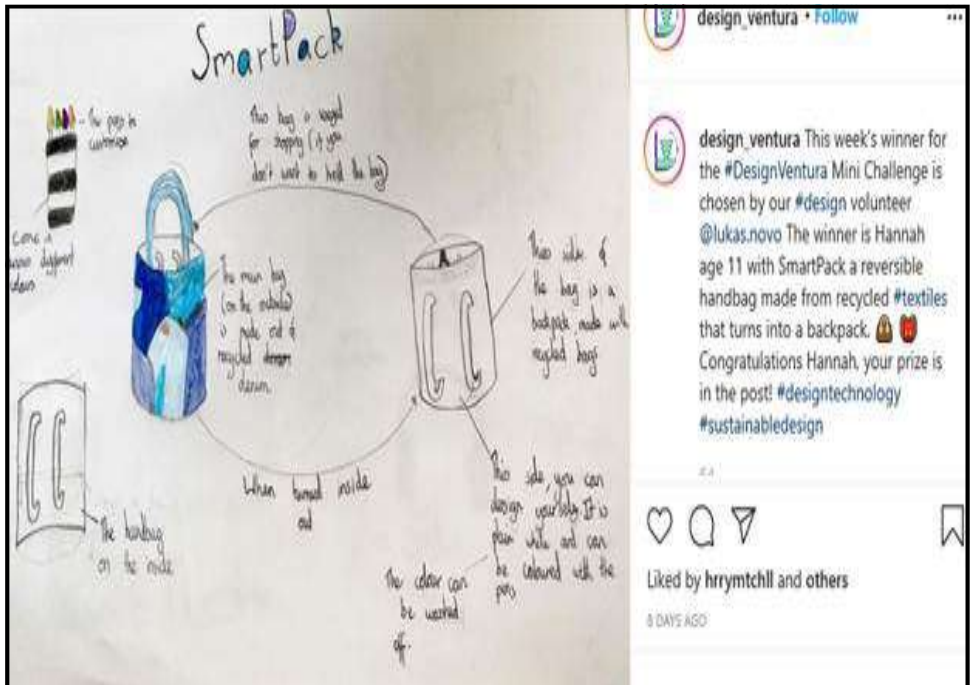 SmartPack
The pens to
customise
Come in
different
colours
This bag is
for shopping (if you
don't want to hold the bag)
The main bag
(on the outside)
is made out of
recycled
denim
This side of
the bag is a
backpack made with
recycled bags
When turned inside
out
The handbag
on the inside
This side, you can
design your It is
plain white and can
be coloured with the
pens
The colour can
be washed
off.
design_ventura • Follow
design_ventura This week's winner for
the #DesignVentura Mini Challenge is
chosen by our #design volunteer
@lukas.novo The winner is Hannah
age 11 with SmartPack a reversible
handbag made from recycled #textiles
that turns into a backpack.
Congratulations Hannah, your prize is
in the post! #designtechnology
#sustainabledesign
Liked by hrrymtchll and others
8 DAYS AGO